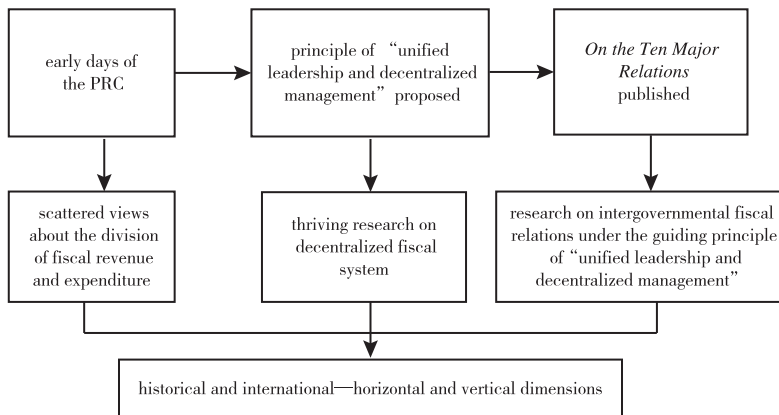 early days of
the PRC
principle of “unified
leadership and decentralized
management” proposed
On the Ten Major
Relations
published
scattered views
about the division
of fiscal revenue
and expenditure
thriving research on
decentralized fiscal
system
research on intergovernmental fiscal
relations under the guiding principle
of “unified leadership and
decentralized management”
historical and international—horizontal and vertical dimensions